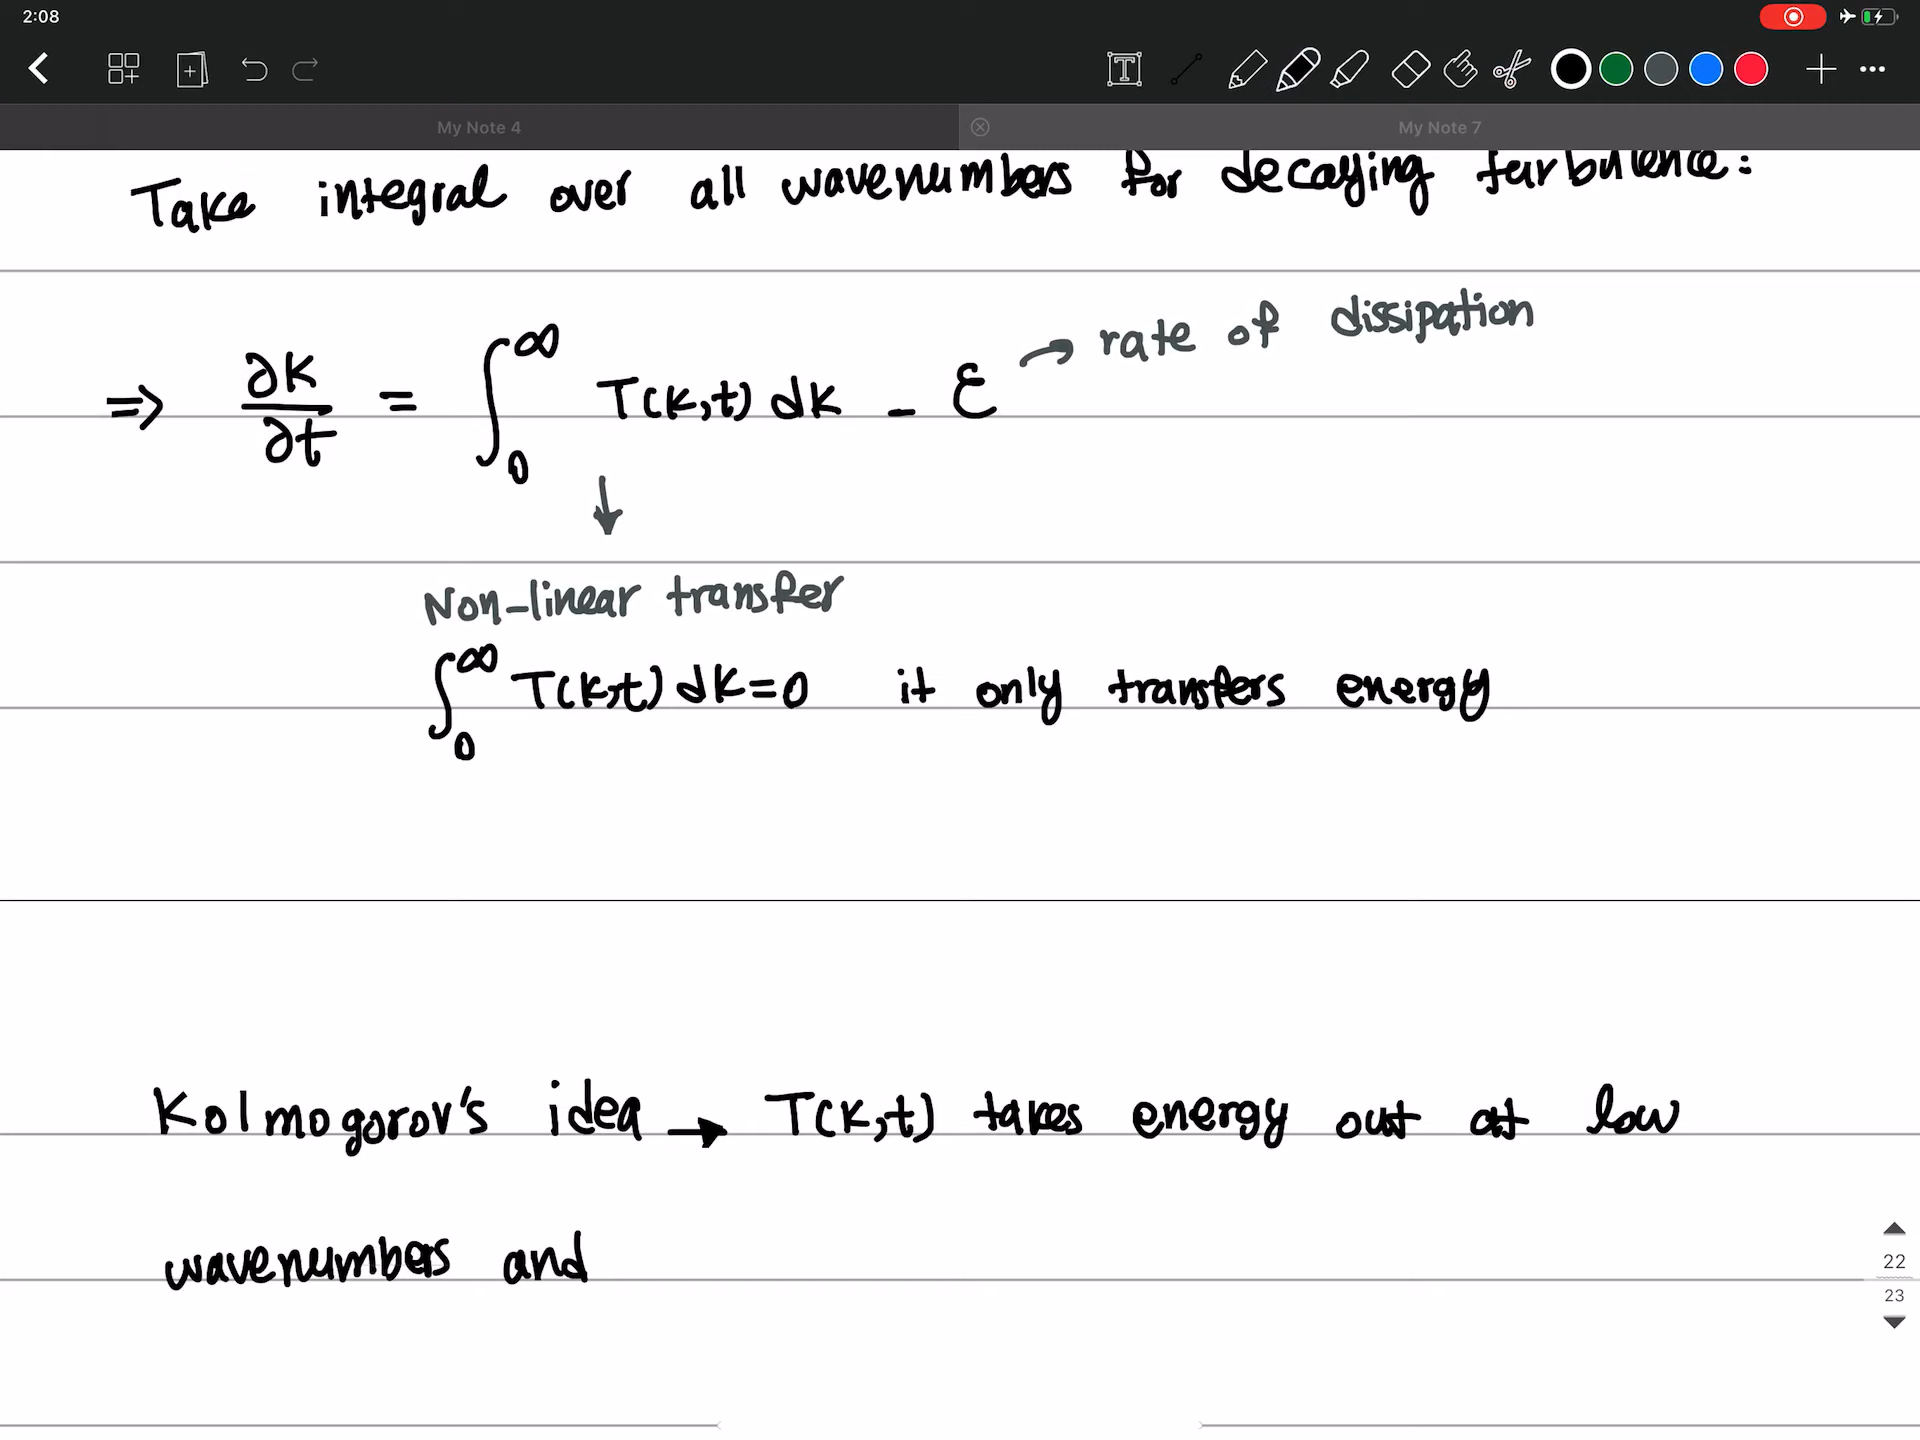 2:08
T
My Note 4
My Note 7
Take integral over all wavenumbers for decaying turbulence:
⇒ ∂K/∂t = ∫₀^∞ T(K,t) dK - ε → rate of dissipation
↓
Non-linear transfer
∫₀^∞ T(K,t) dK = 0 it only transfers energy
Kolmogorov's idea → T(K,t) takes energy out at low
wavenumbers and
22
23